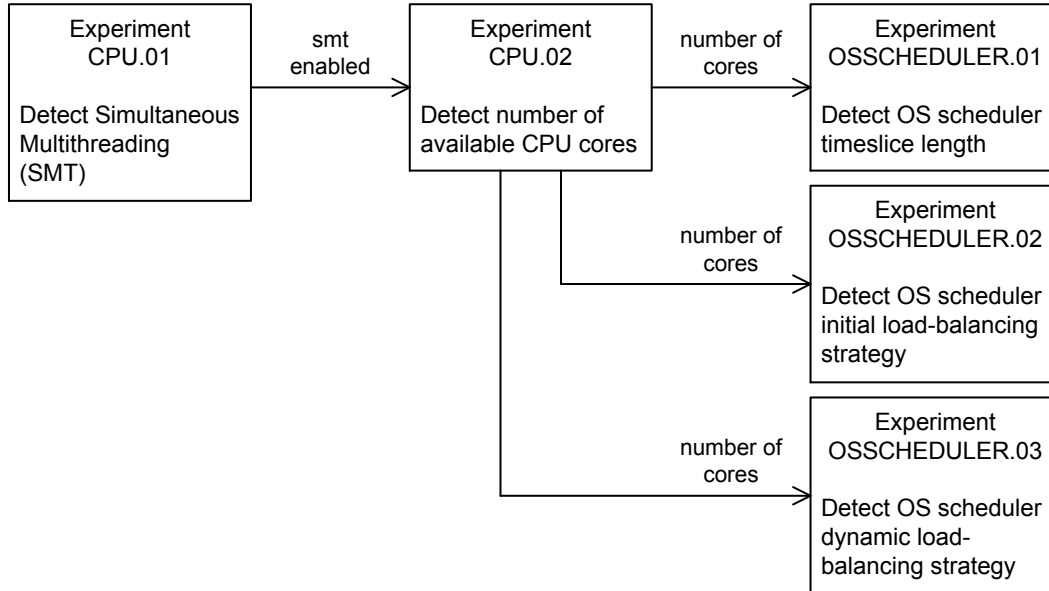 Experiment
CPU.01
Detect Simultaneous
Multithreading
(SMT)
smt
enabled
Experiment
CPU.02
Detect number of
available CPU cores
number of
cores
Experiment
OSSCHEDULER.01
Detect OS scheduler
timeslice length
number of
cores
Experiment
OSSCHEDULER.02
Detect OS scheduler
initial load-balancing
strategy
number of
cores
Experiment
OSSCHEDULER.03
Detect OS scheduler
dynamic load-
balancing strategy